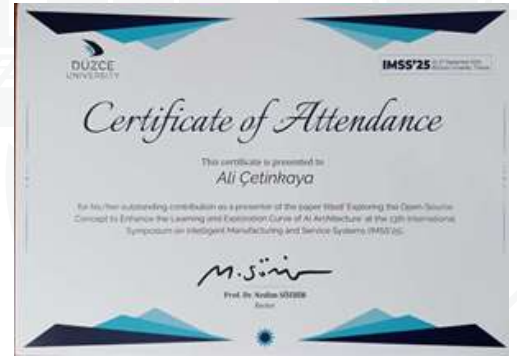 DÜZCE
UNIVERSITY
IMSS'25
Certificate of Attendance
This certificate is presented to
Ali Çetinkaya
for his/her outstanding contribution as a presenter of the paper titled' Exploring the Open-Source
Concept to Enhance the Learning and Exploration Curve of AI Architecture' at the 13th International
Symposium on Intelligent Manufacturing and Service Systems (IMSS'25).
Prof. Dr. Nedim SÖZBİR
Rector